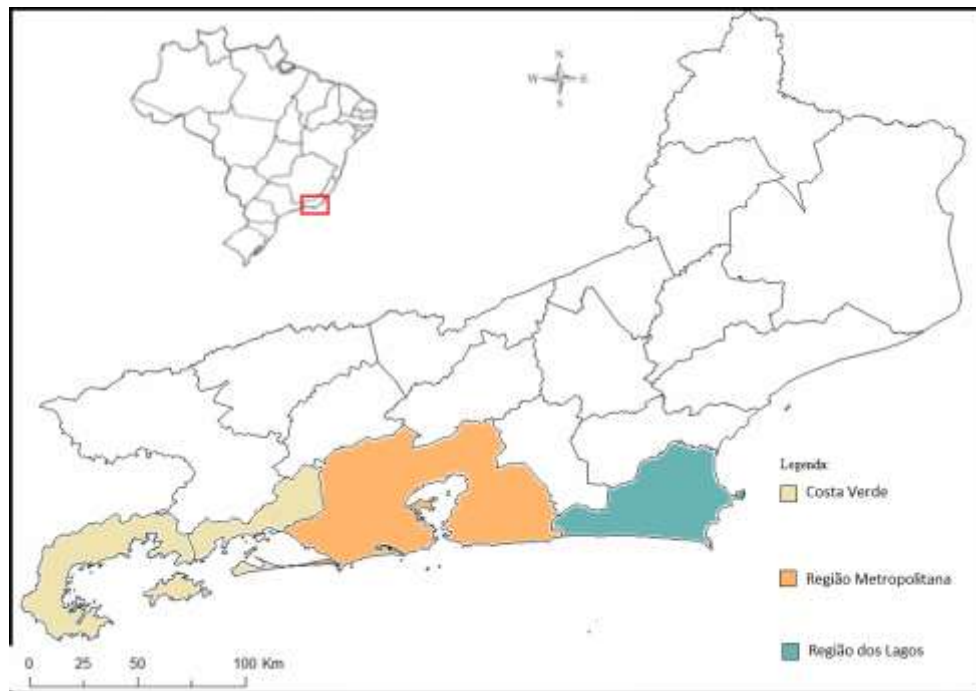 N
W E
S
Legenda:
Costa Verde
Região Metropolitana
Região dos Lagos
0 25 50 100 Km